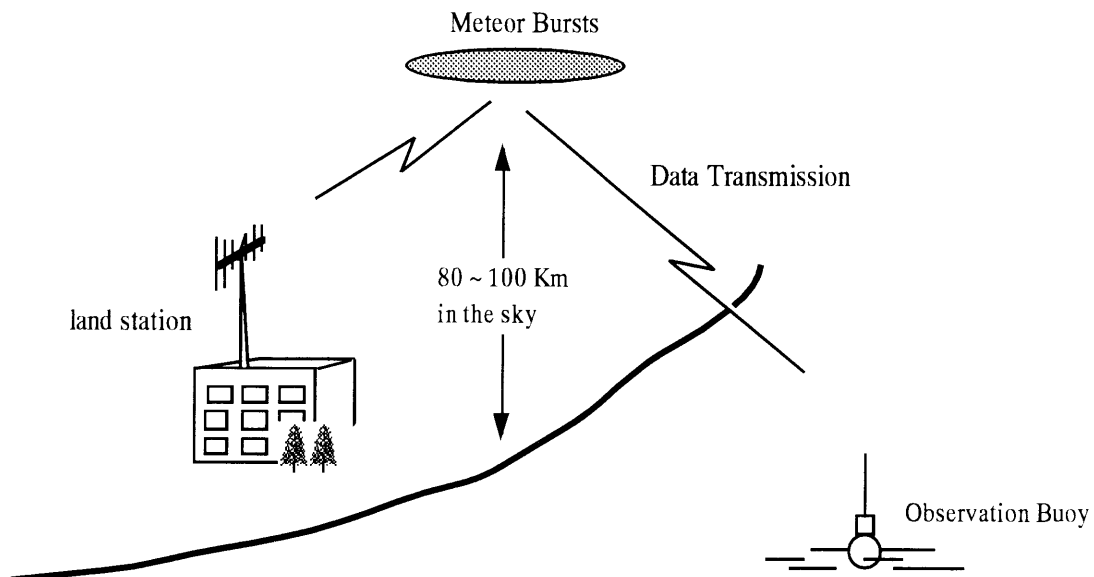 Meteor Bursts
Data Transmission
80 ~ 100 Km
in the sky
land station
Observation Buoy